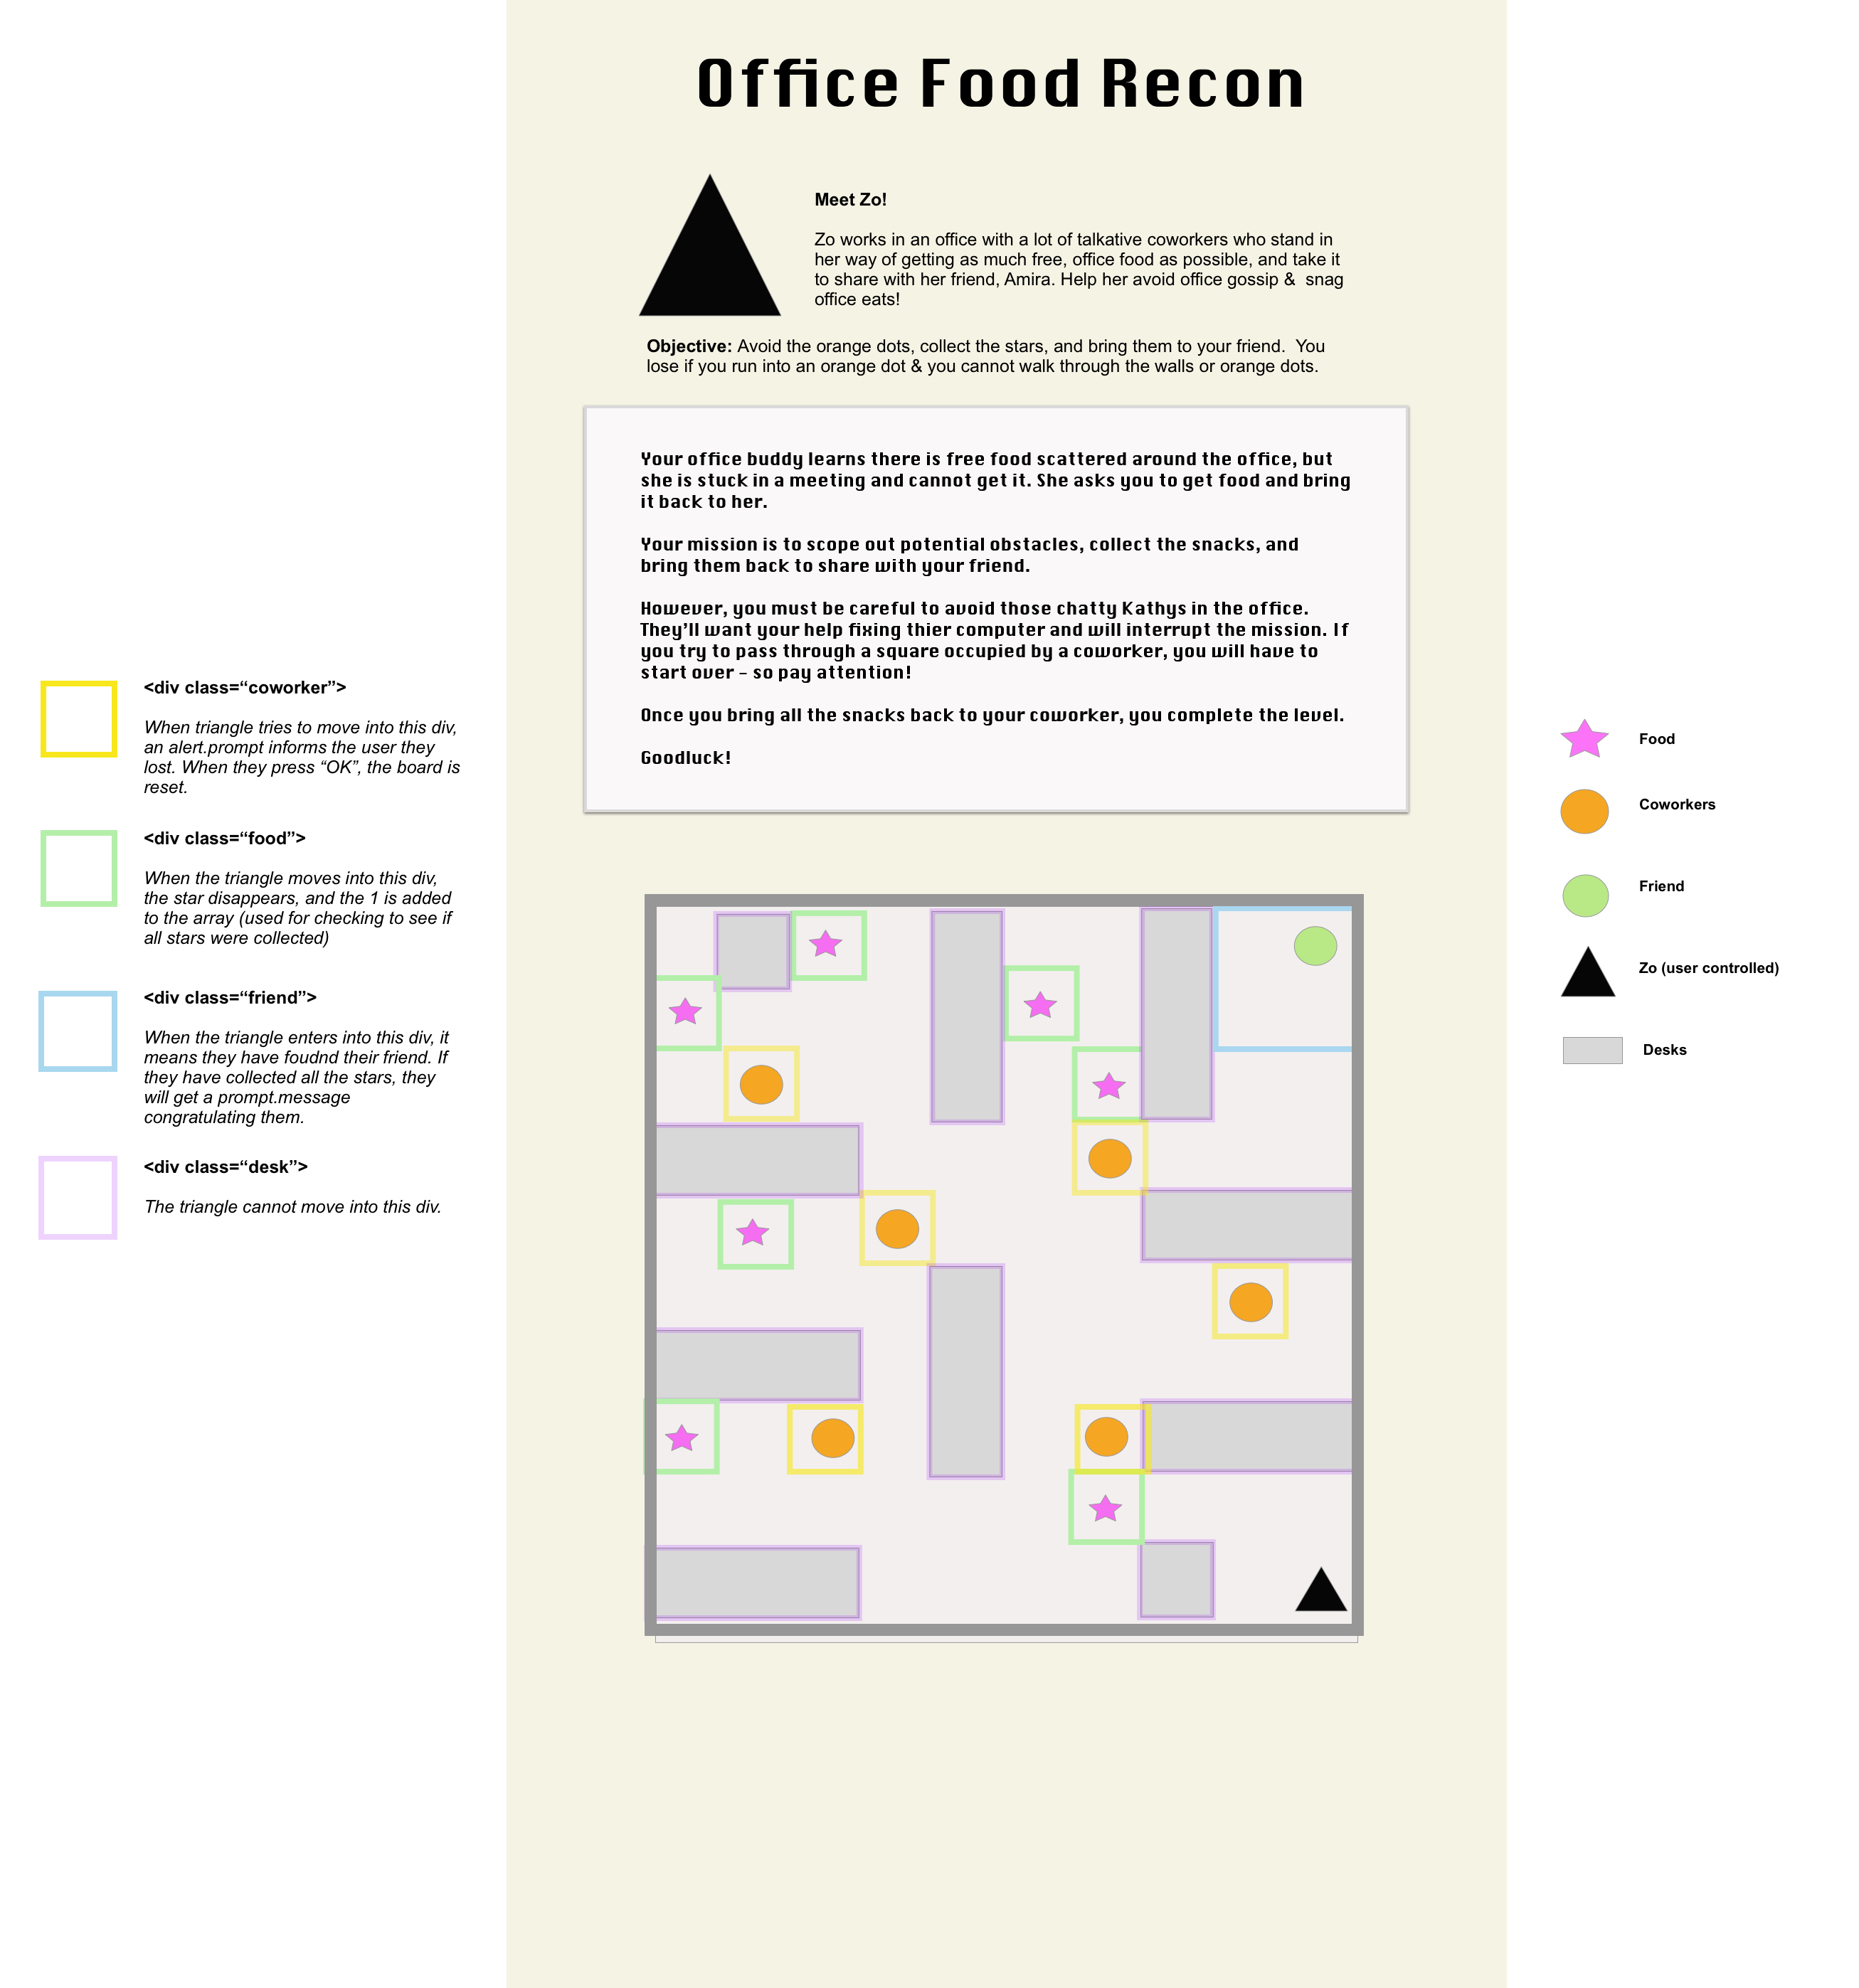 Office Food Recon
Meet Zo!
Zo works in an office with a lot of talkative coworkers who stand in
her way of getting as much free, office food as possible, and take it
to share with her friend, Amira. Help her avoid office gossip &  snag
office eats!
Objective: Avoid the orange dots, collect the stars, and bring them to your friend.  You
lose if you run into an orange dot & you cannot walk through the walls or orange dots.
Your office buddy learns there is free food scattered around the office, but
she is stuck in a meeting and cannot get it. She asks you to get food and bring
it back to her.
Your mission is to scope out potential obstacles, collect the snacks, and
bring them back to share with your friend.
However, you must be careful to avoid those chatty Kathys in the office.
They’ll want your help fixing thier computer and will interrupt the mission. If
you try to pass through a square occupied by a coworker, you will have to
start over - so pay attention!
Once you bring all the snacks back to your coworker, you complete the level.
Goodluck!
<div class=“coworker”>
When triangle tries to move into this div,
an alert.prompt informs the user they
lost. When they press “OK”, the board is
reset.
<div class=“food”>
When the triangle moves into this div,
the star disappears, and the 1 is added
to the array (used for checking to see if
all stars were collected)
<div class=“friend”>
When the triangle enters into this div, it
means they have foudnd their friend. If
they have collected all the stars, they
will get a prompt.message
congratulating them.
<div class=“desk”>
The triangle cannot move into this div.
Food
Coworkers
Friend
Zo (user controlled)
Desks